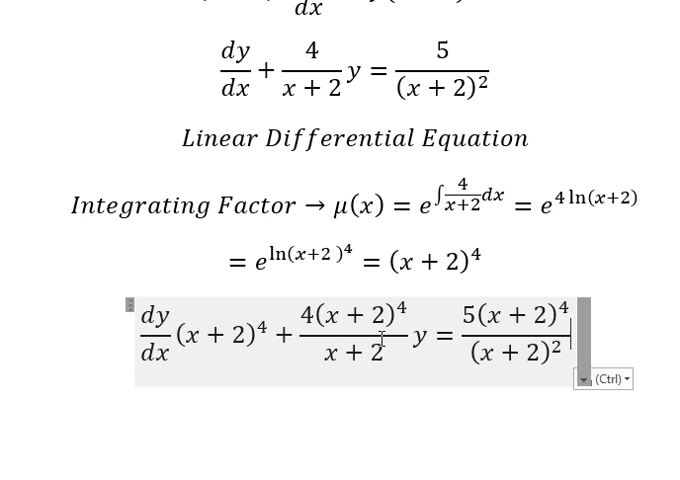 dx
dy/dx + 4/(x + 2) y = 5/(x + 2)²
Linear Differential Equation
Integrating Factor → μ(x) = e^(∫ 4/(x+2) dx) = e^(4 ln(x+2))
= e^(ln(x+2 )⁴) = (x + 2)⁴
dy/dx (x + 2)⁴ + 4(x + 2)⁴/(x + 2) y = 5(x + 2)⁴/(x + 2)²
(Ctrl)